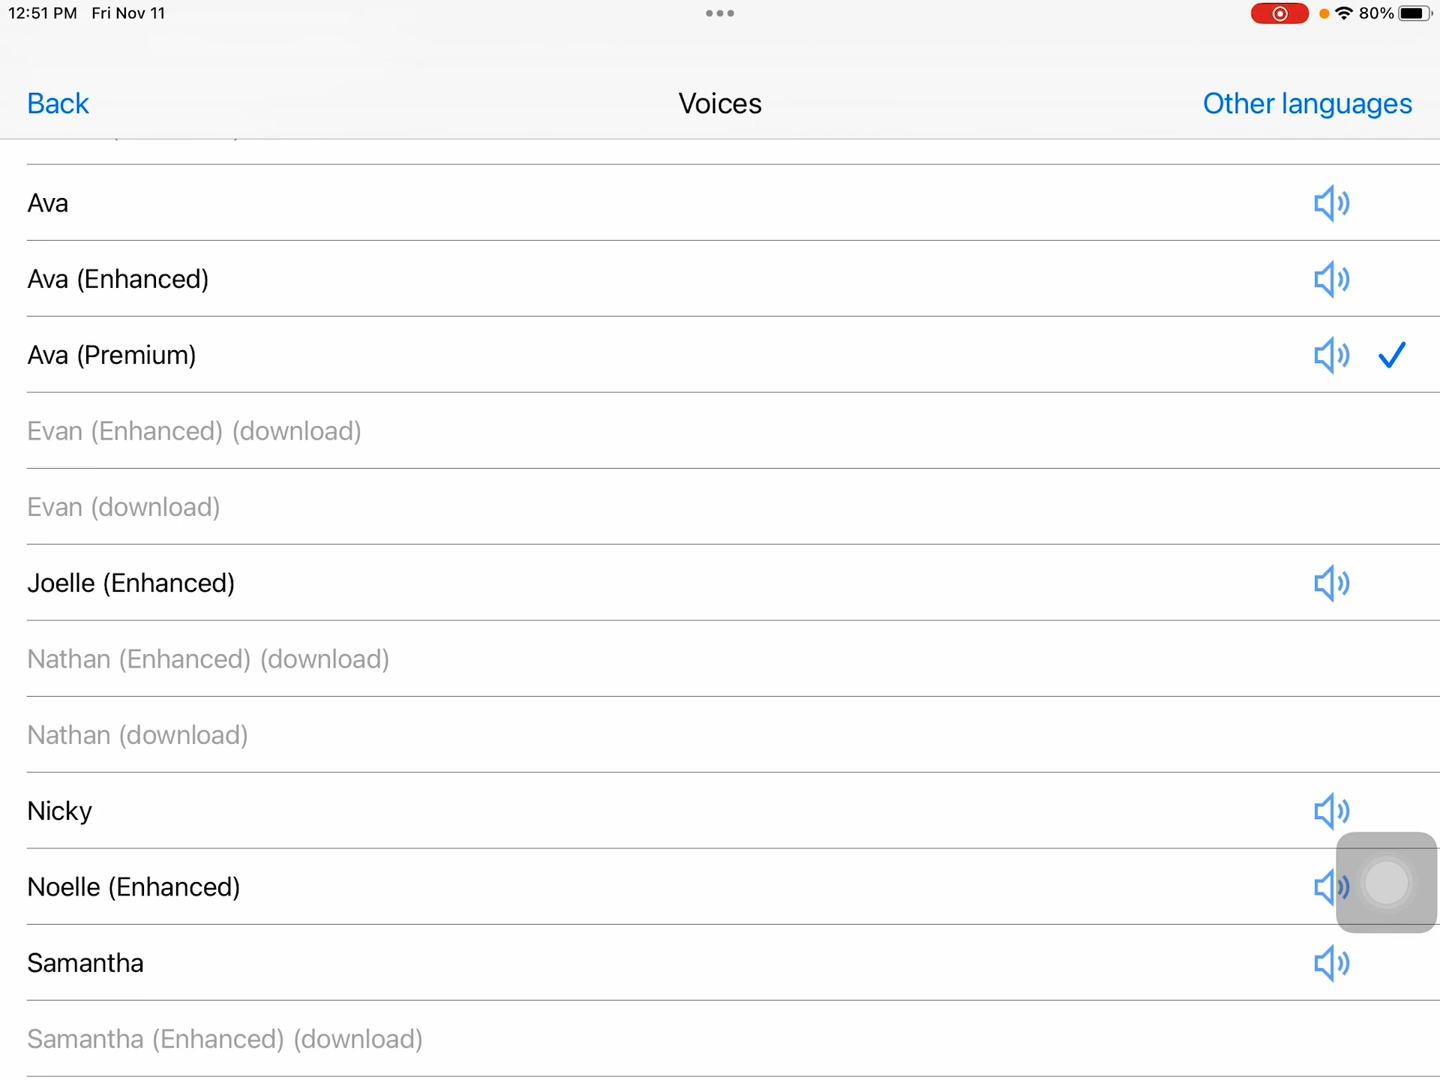 12:51 PM Fri Nov 11
80%
Back
Voices
Other languages
Ava
Ava (Enhanced)
Ava (Premium)
Evan (Enhanced) (download)
Evan (download)
Joelle (Enhanced)
Nathan (Enhanced) (download)
Nathan (download)
Nicky
Noelle (Enhanced)
Samantha
Samantha (Enhanced) (download)